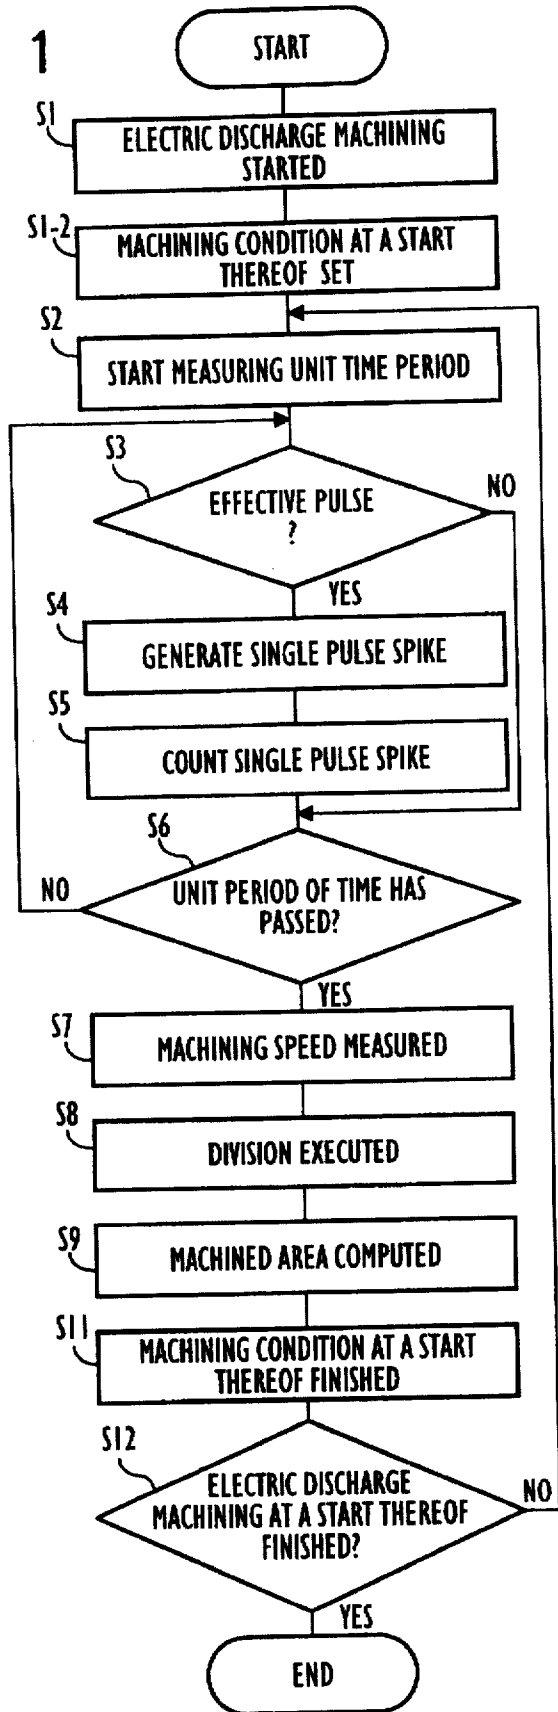 1
START
S1
ELECTRIC DISCHARGE MACHINING
STARTED
S1-2
MACHINING CONDITION AT A START
THEREOF SET
S2
START MEASURING UNIT TIME PERIOD
S3
EFFECTIVE PULSE
?
NO
YES
S4
GENERATE SINGLE PULSE SPIKE
S5
COUNT SINGLE PULSE SPIKE
S6
UNIT PERIOD OF TIME HAS
PASSED?
NO
YES
S7
MACHINING SPEED MEASURED
S8
DIVISION EXECUTED
S9
MACHINED AREA COMPUTED
S11
MACHINING CONDITION AT A START
THEREOF FINISHED
S12
ELECTRIC DISCHARGE
MACHINING AT A START THEREOF
FINISHED?
NO
YES
END